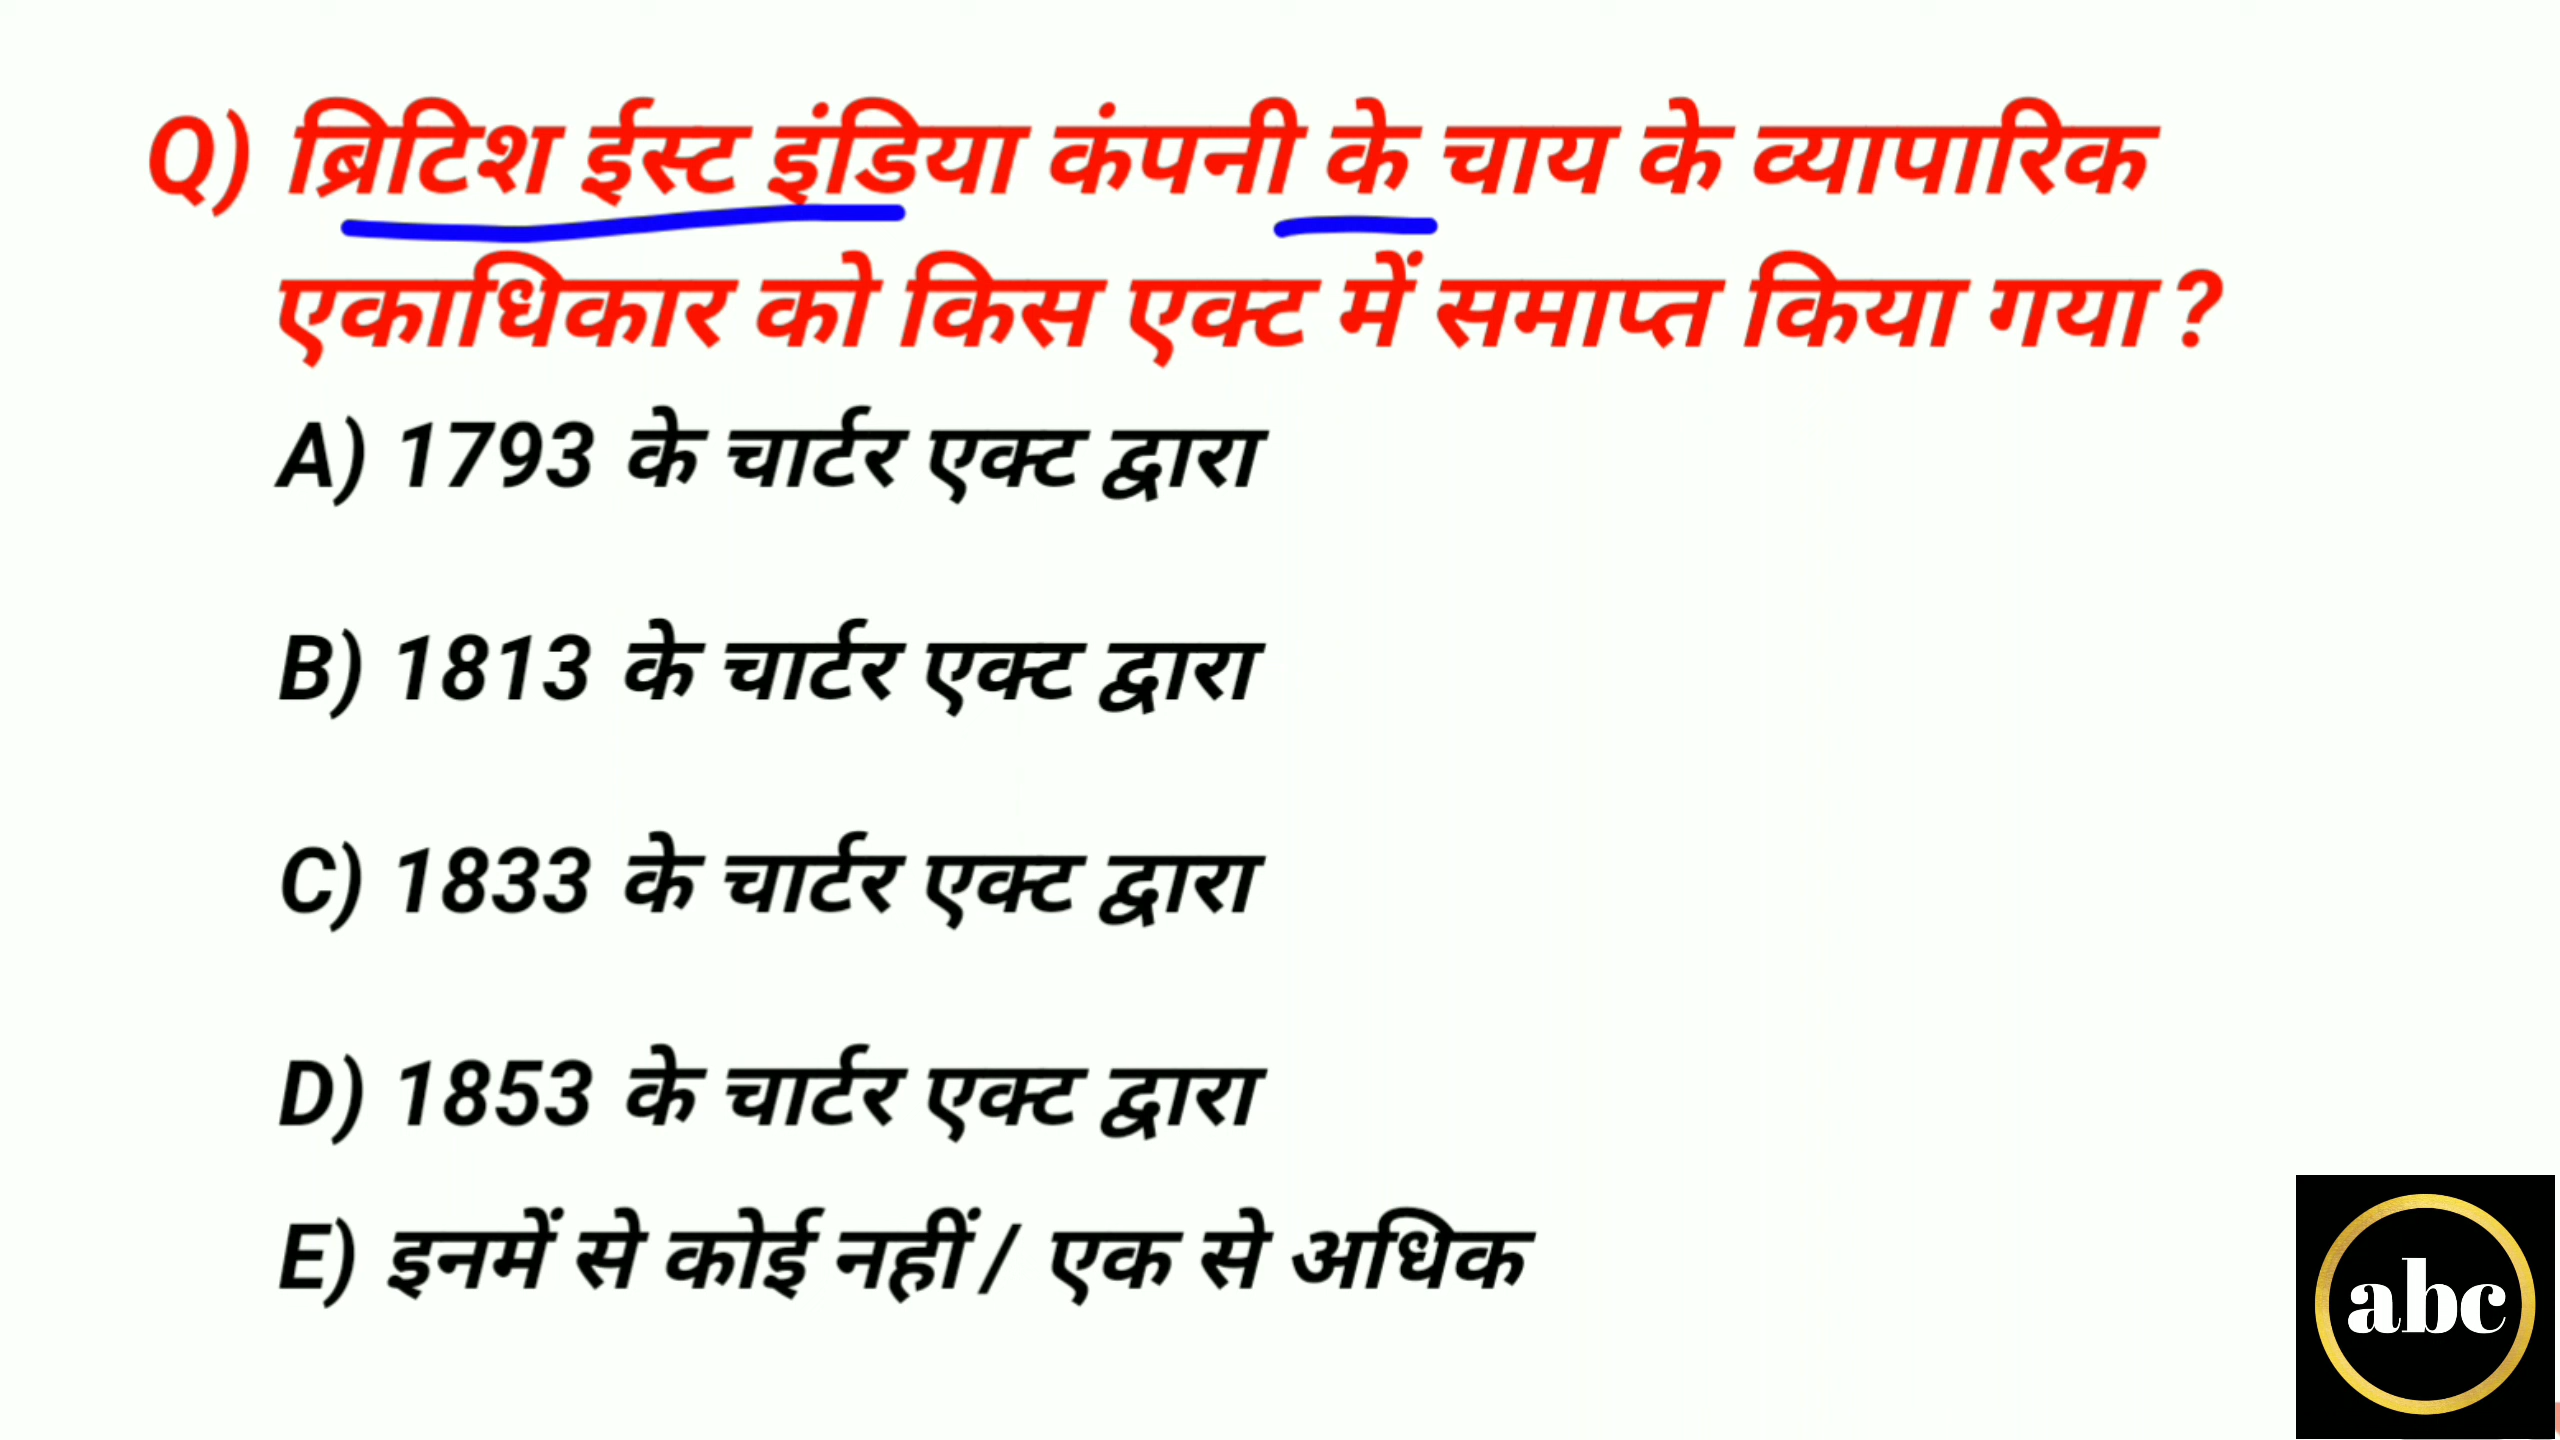 Q) ब्रिटिश ईस्ट इंडिया कंपनी के चाय के व्यापारिक
एकाधिकार को किस एक्ट में समाप्त किया गया ?
A) 1793 के चार्टर एक्ट द्वारा
B) 1813 के चार्टर एक्ट द्वारा
C) 1833 के चार्टर एक्ट द्वारा
D) 1853 के चार्टर एक्ट द्वारा
E) इनमें से कोई नहीं / एक से अधिक
abc